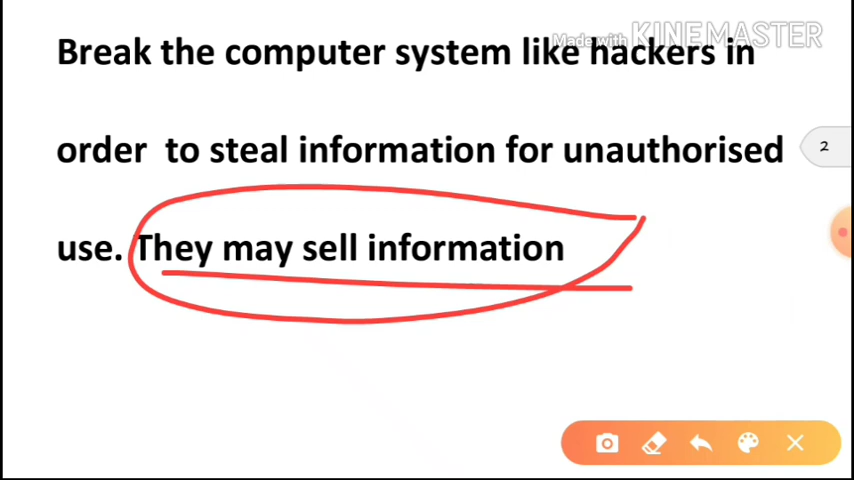 Made with KINEMASTER
Break the computer system like hackers in
order to steal information for unauthorised
2
use. They may sell information